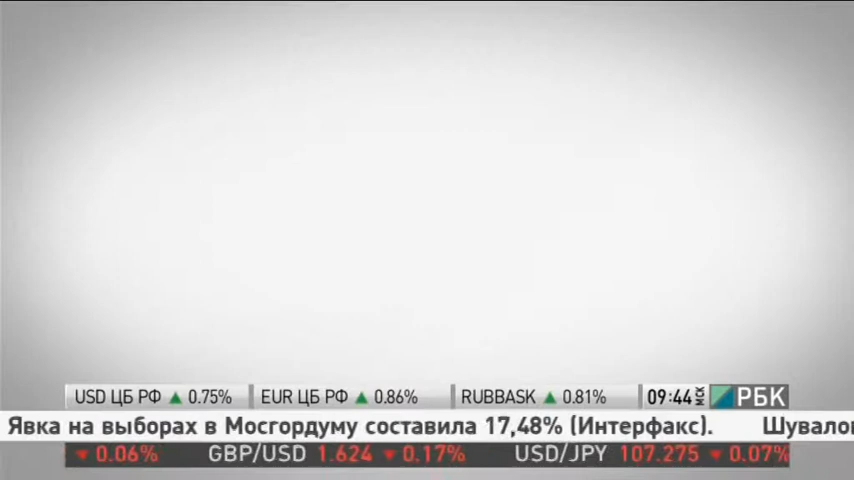 USD ЦБ РФ ▲ 0.75% EUR ЦБ РФ ▲ 0.86% RUBBASK ▲ 0.81% 09:44 МСК РБК
Явка на выборах в Мосгордуму составила 17,48% (Интерфакс).
▼ 0.06% GBP/USD 1.624 ▼ 0.17% USD/JPY 107.275 ▼ 0.07%